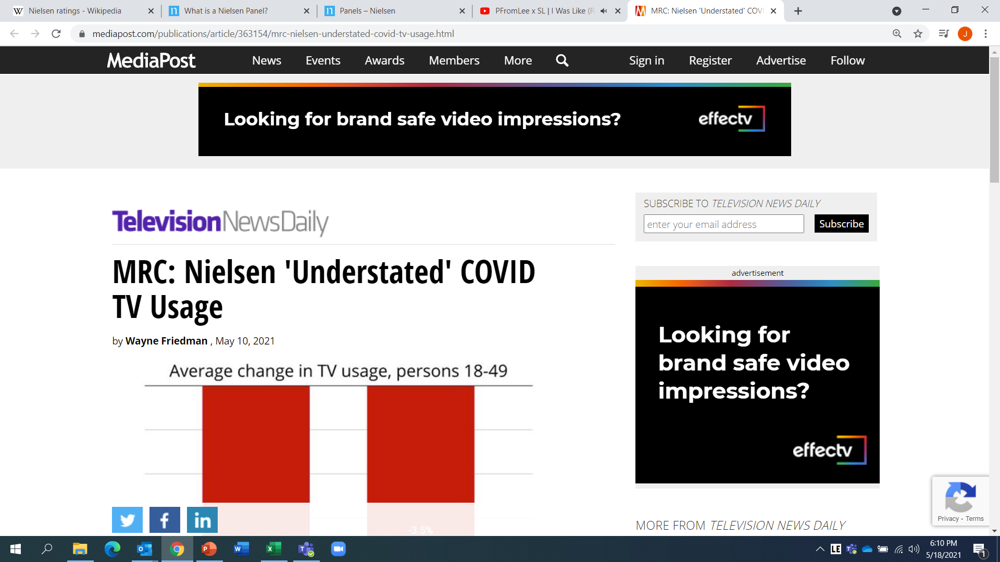 Nielsen ratings - Wikipedia
What is a Nielsen Panel?
Panels – Nielsen
PFromLee x SL | I Was Like (R
MRC: Nielsen 'Understated' COVI
mediapost.com/publications/article/363154/mrc-nielsen-understated-covid-tv-usage.html
J
MediaPost
News
Events
Awards
Members
More
Sign in
Register
Advertise
Follow
Looking for brand safe video impressions?
effectv
TelevisionNewsDaily
SUBSCRIBE TO TELEVISION NEWS DAILY
enter your email address
Subscribe
MRC: Nielsen 'Understated' COVID
TV Usage
by Wayne Friedman , May 10, 2021
Average change in TV usage, persons 18-49
-3.5%
advertisement
Looking for
brand safe video
impressions?
effectv
Privacy - Terms
MORE FROM TELEVISION NEWS DAILY
LE
6:10 PM
5/18/2021
1